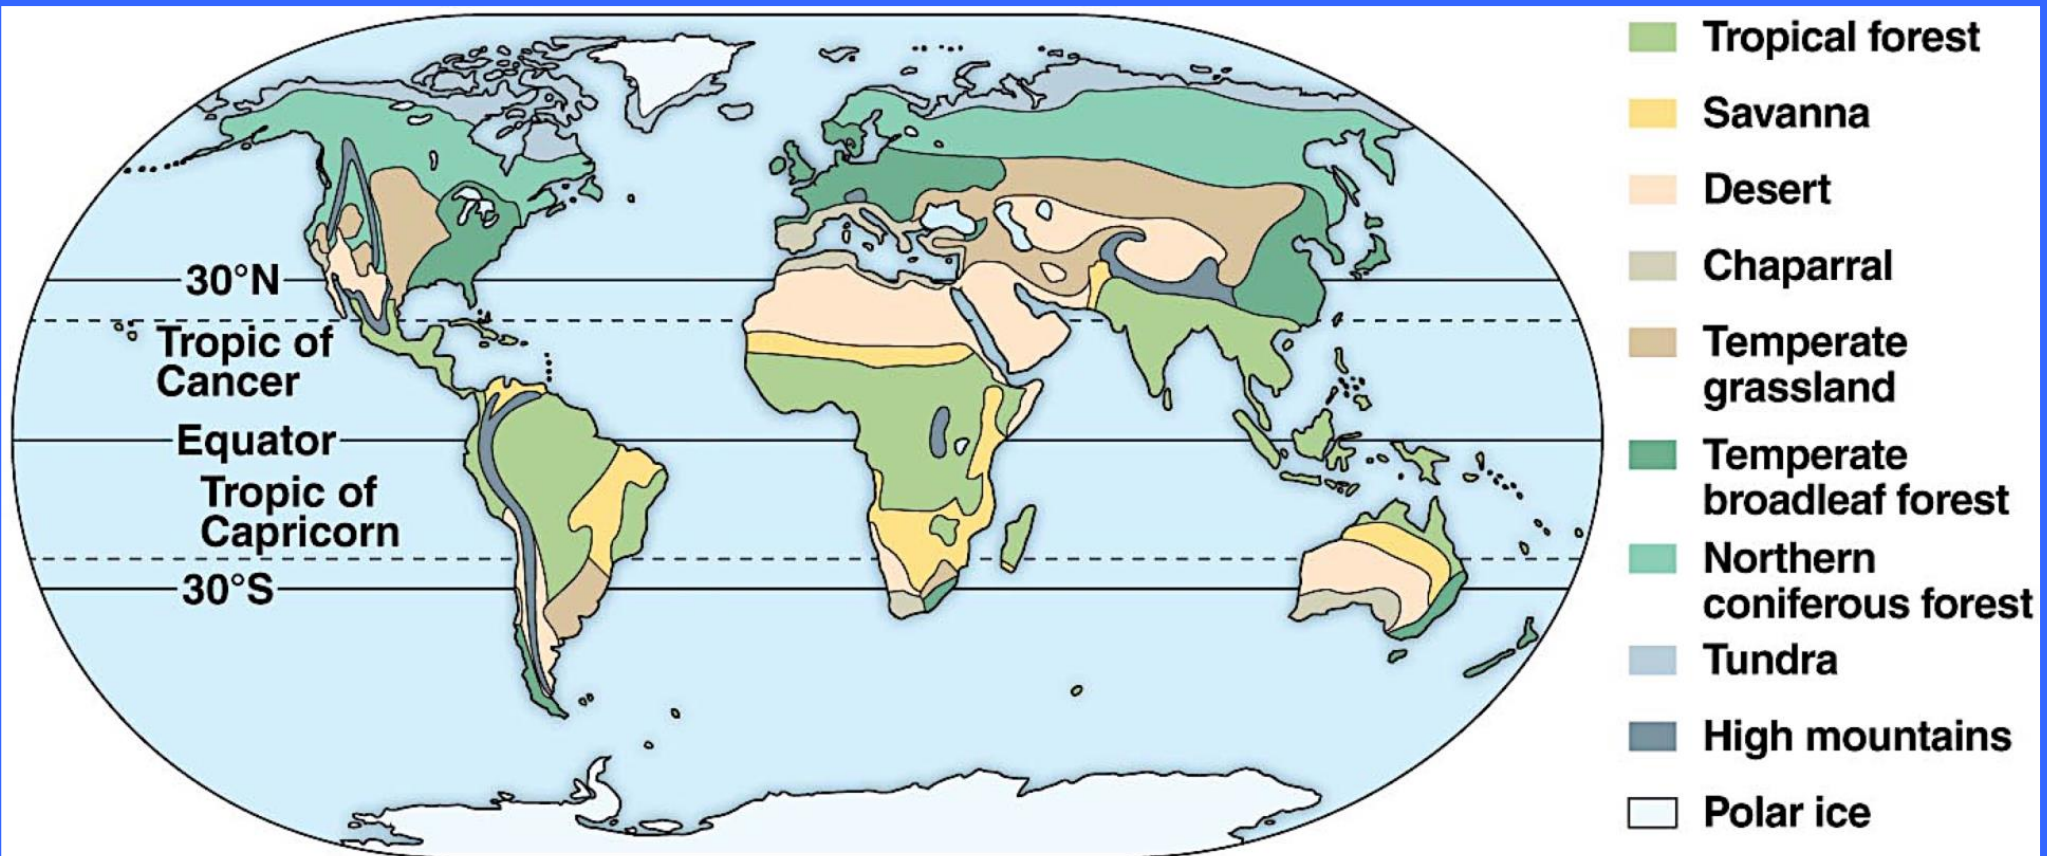 30°N
Tropic of
Cancer
Equator
Tropic of
Capricorn
30°S
Tropical forest
Savanna
Desert
Chaparral
Temperate
grassland
Temperate
broadleaf forest
Northern
coniferous forest
Tundra
High mountains
Polar ice